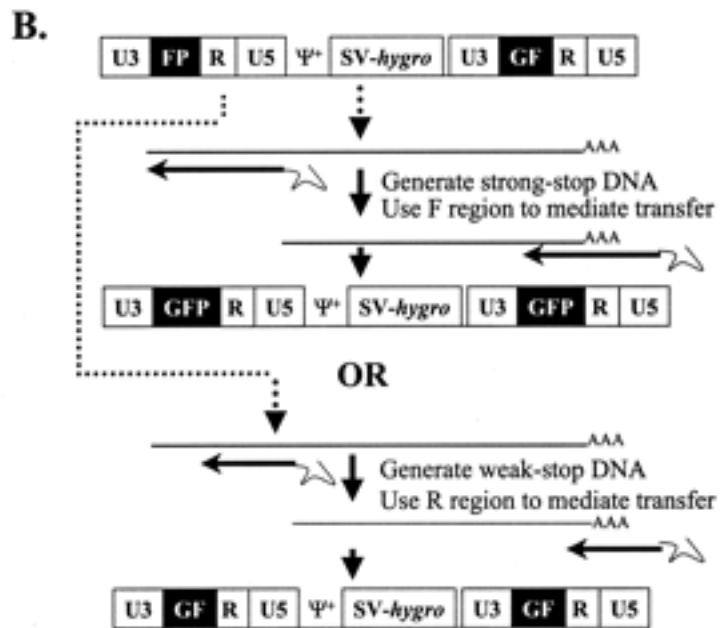 B.
U3 FP R U5 Ψ+ SV-hygro U3 GF R U5
AAA
Generate strong-stop DNA
Use F region to mediate transfer
AAA
U3 GFP R U5 Ψ+ SV-hygro U3 GFP R U5
OR
AAA
Generate weak-stop DNA
Use R region to mediate transfer
AAA
U3 GF R U5 Ψ+ SV-hygro U3 GF R U5